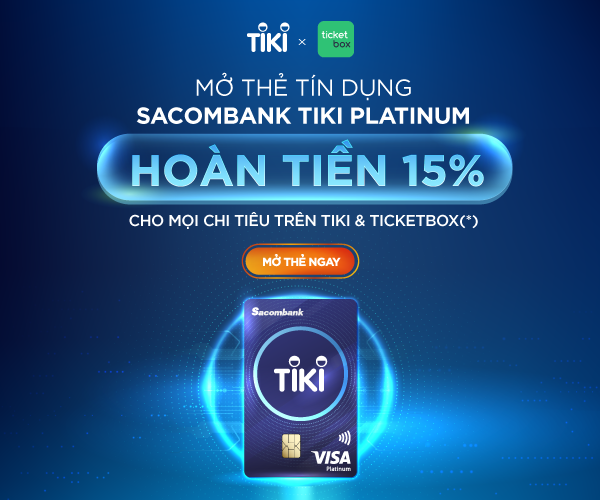 TIKI × ticket box
MỞ THẺ TÍN DỤNG
SACOMBANK TIKI PLATINUM
HOÀN TIỀN 15%
CHO MỌI CHI TIÊU TRÊN TIKI & TICKETBOX(*)
MỞ THẺ NGAY
Sacombank
TIKI
VISA
Platinum